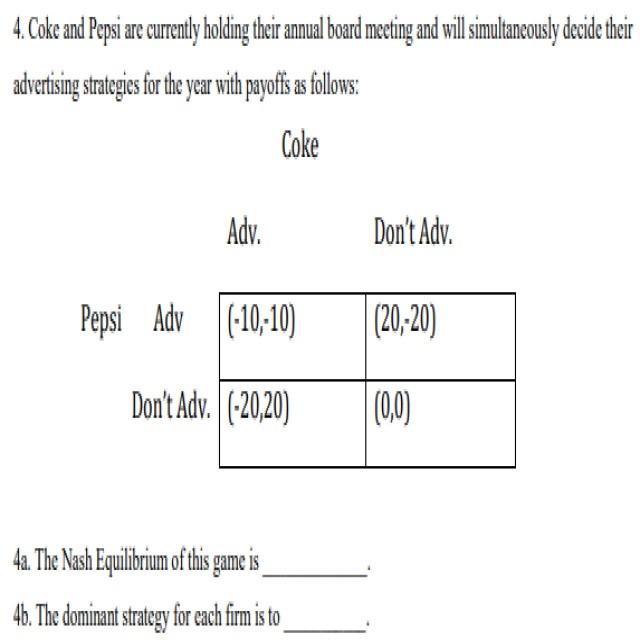 4. Coke and Pepsi are currently holding their annual board meeting and will simultaneously decide their
advertising strategies for the year with payoffs as follows:
Coke
Adv. Don't Adv.
Pepsi Adv (-10,-10) (20,-20)
Don't Adv. (-20,20) (0,0)
4a. The Nash Equilibrium of this game is __________.
4b. The dominant strategy for each firm is to ________.